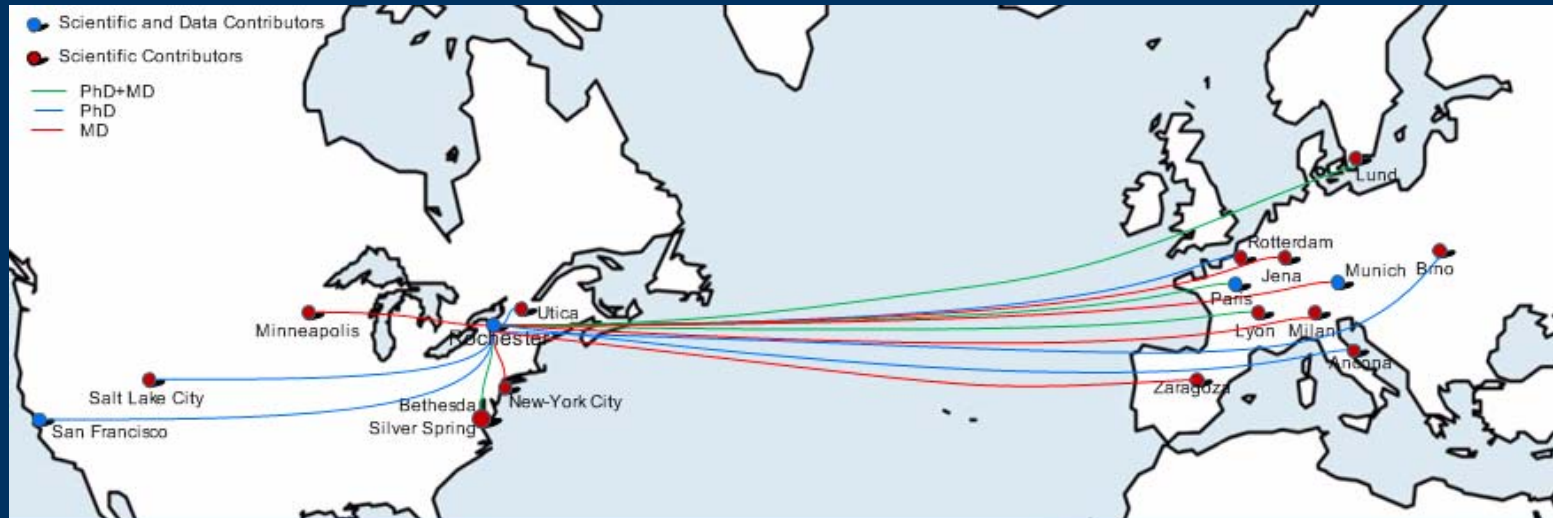 Scientific and Data Contributors
Scientific Contributors
PhD+MD
PhD
MD
Lund
Rotterdam
Jena
Munich
Brno
Paris
Utica
Minneapolis
Rochester
Lyon
Milan
Ancona
Salt Lake City
Zaragoza
Bethesda
New-York City
San Francisco
Silver Spring